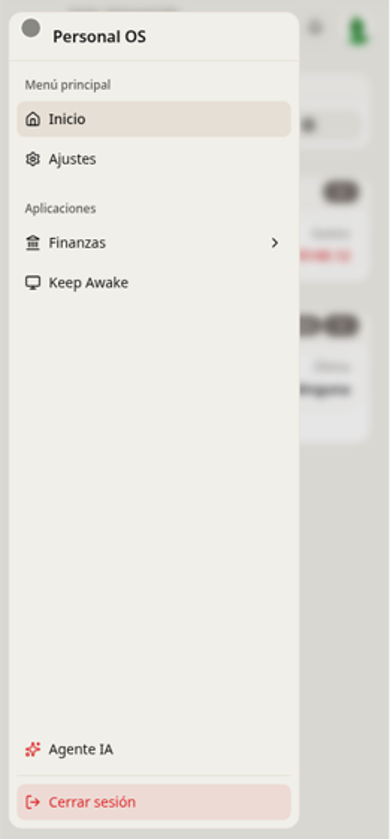 Personal OS
Menú principal
Inicio
Ajustes
Aplicaciones
Finanzas
Keep Awake
Agente IA
Cerrar sesión